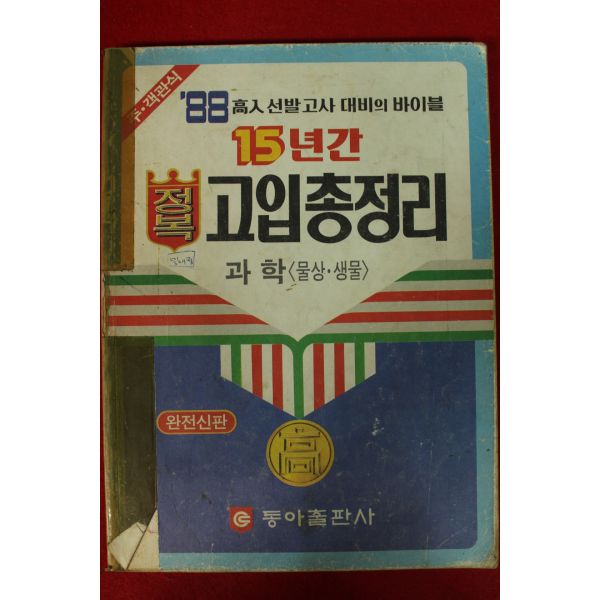 주·객관식
'88 高入 선발고사 대비의 바이블
15년간
정복 고입총정리
과학〈물상·생물〉
완전신판
高
동아출판사